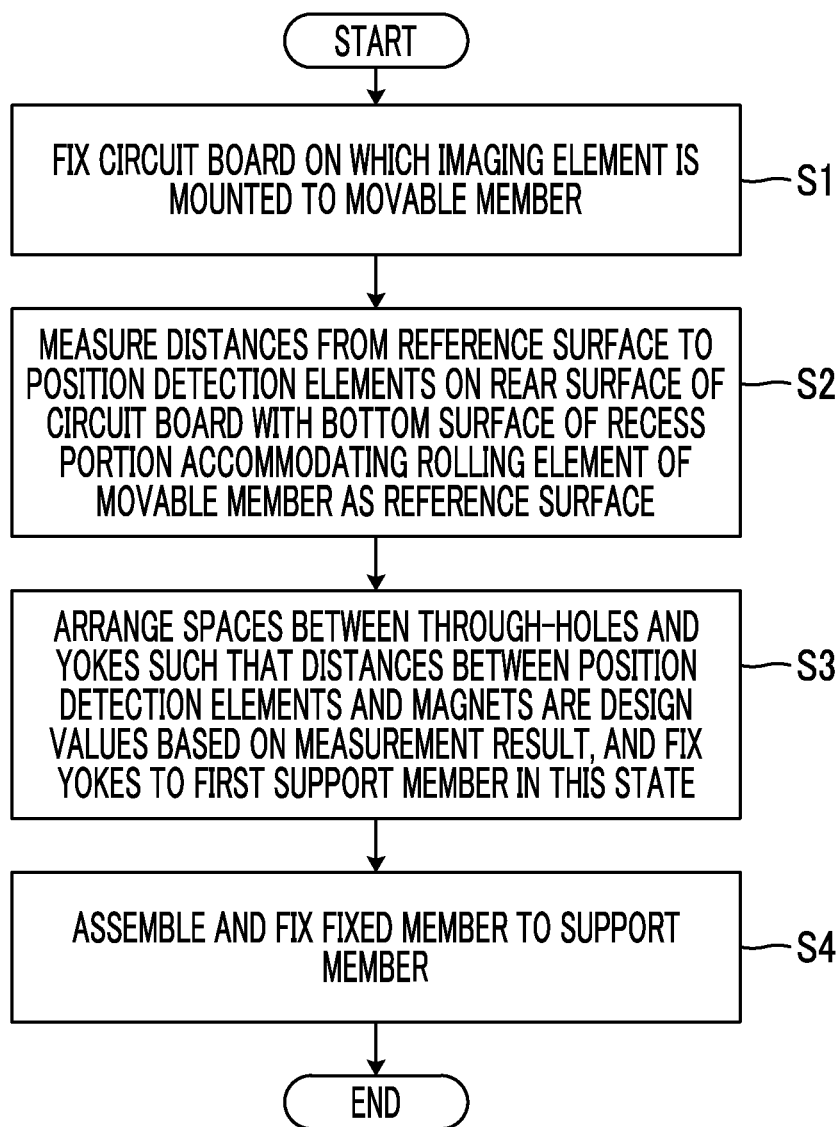 START
FIX CIRCUIT BOARD ON WHICH IMAGING ELEMENT IS
MOUNTED TO MOVABLE MEMBER
S1
MEASURE DISTANCES FROM REFERENCE SURFACE TO
POSITION DETECTION ELEMENTS ON REAR SURFACE OF
CIRCUIT BOARD WITH BOTTOM SURFACE OF RECESS
PORTION ACCOMMODATING ROLLING ELEMENT OF
MOVABLE MEMBER AS REFERENCE SURFACE
S2
ARRANGE SPACES BETWEEN THROUGH-HOLES AND
YOKES SUCH THAT DISTANCES BETWEEN POSITION
DETECTION ELEMENTS AND MAGNETS ARE DESIGN
VALUES BASED ON MEASUREMENT RESULT, AND FIX
YOKES TO FIRST SUPPORT MEMBER IN THIS STATE
S3
ASSEMBLE AND FIX FIXED MEMBER TO SUPPORT
MEMBER
S4
END